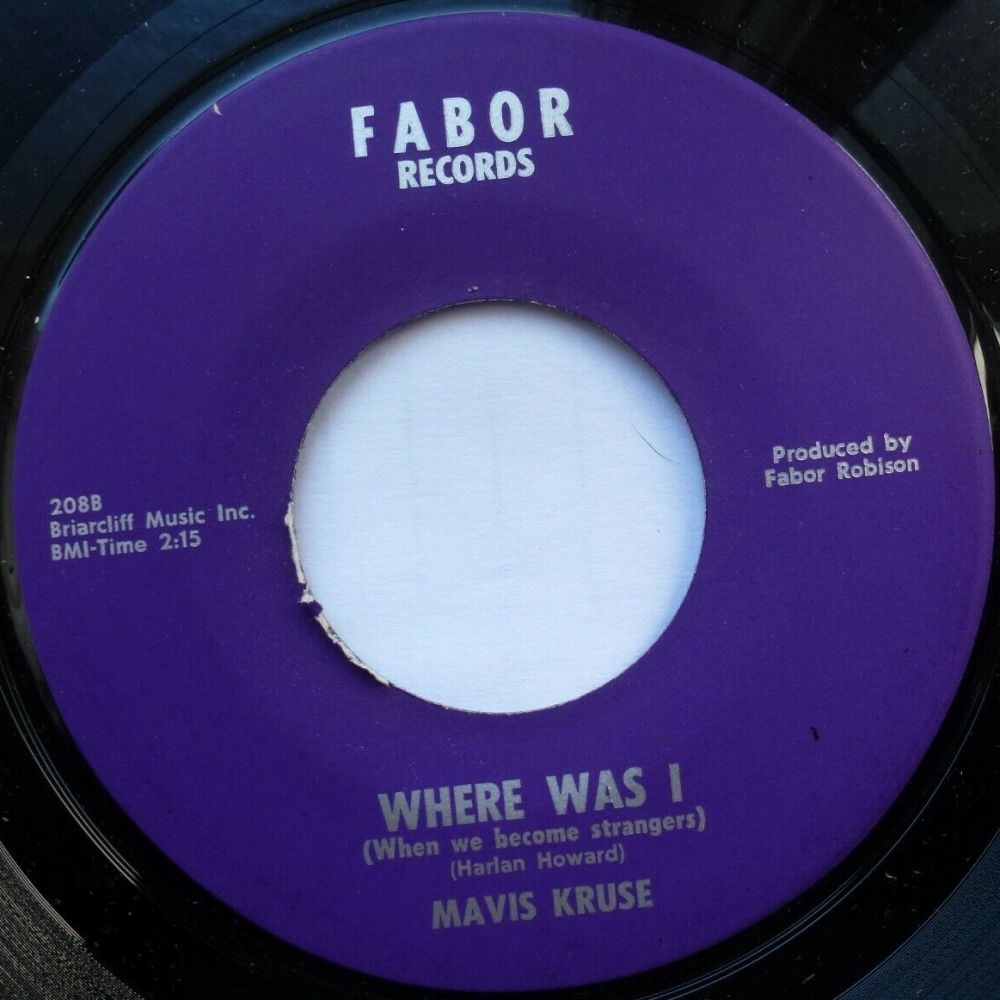 FABOR
RECORDS
208B
Briarcliff Music Inc.
BMI-Time 2:15
Produced by
Fabor Robison
WHERE WAS I
(When we become strangers)
(Harlan Howard)
MAVIS KRUSE